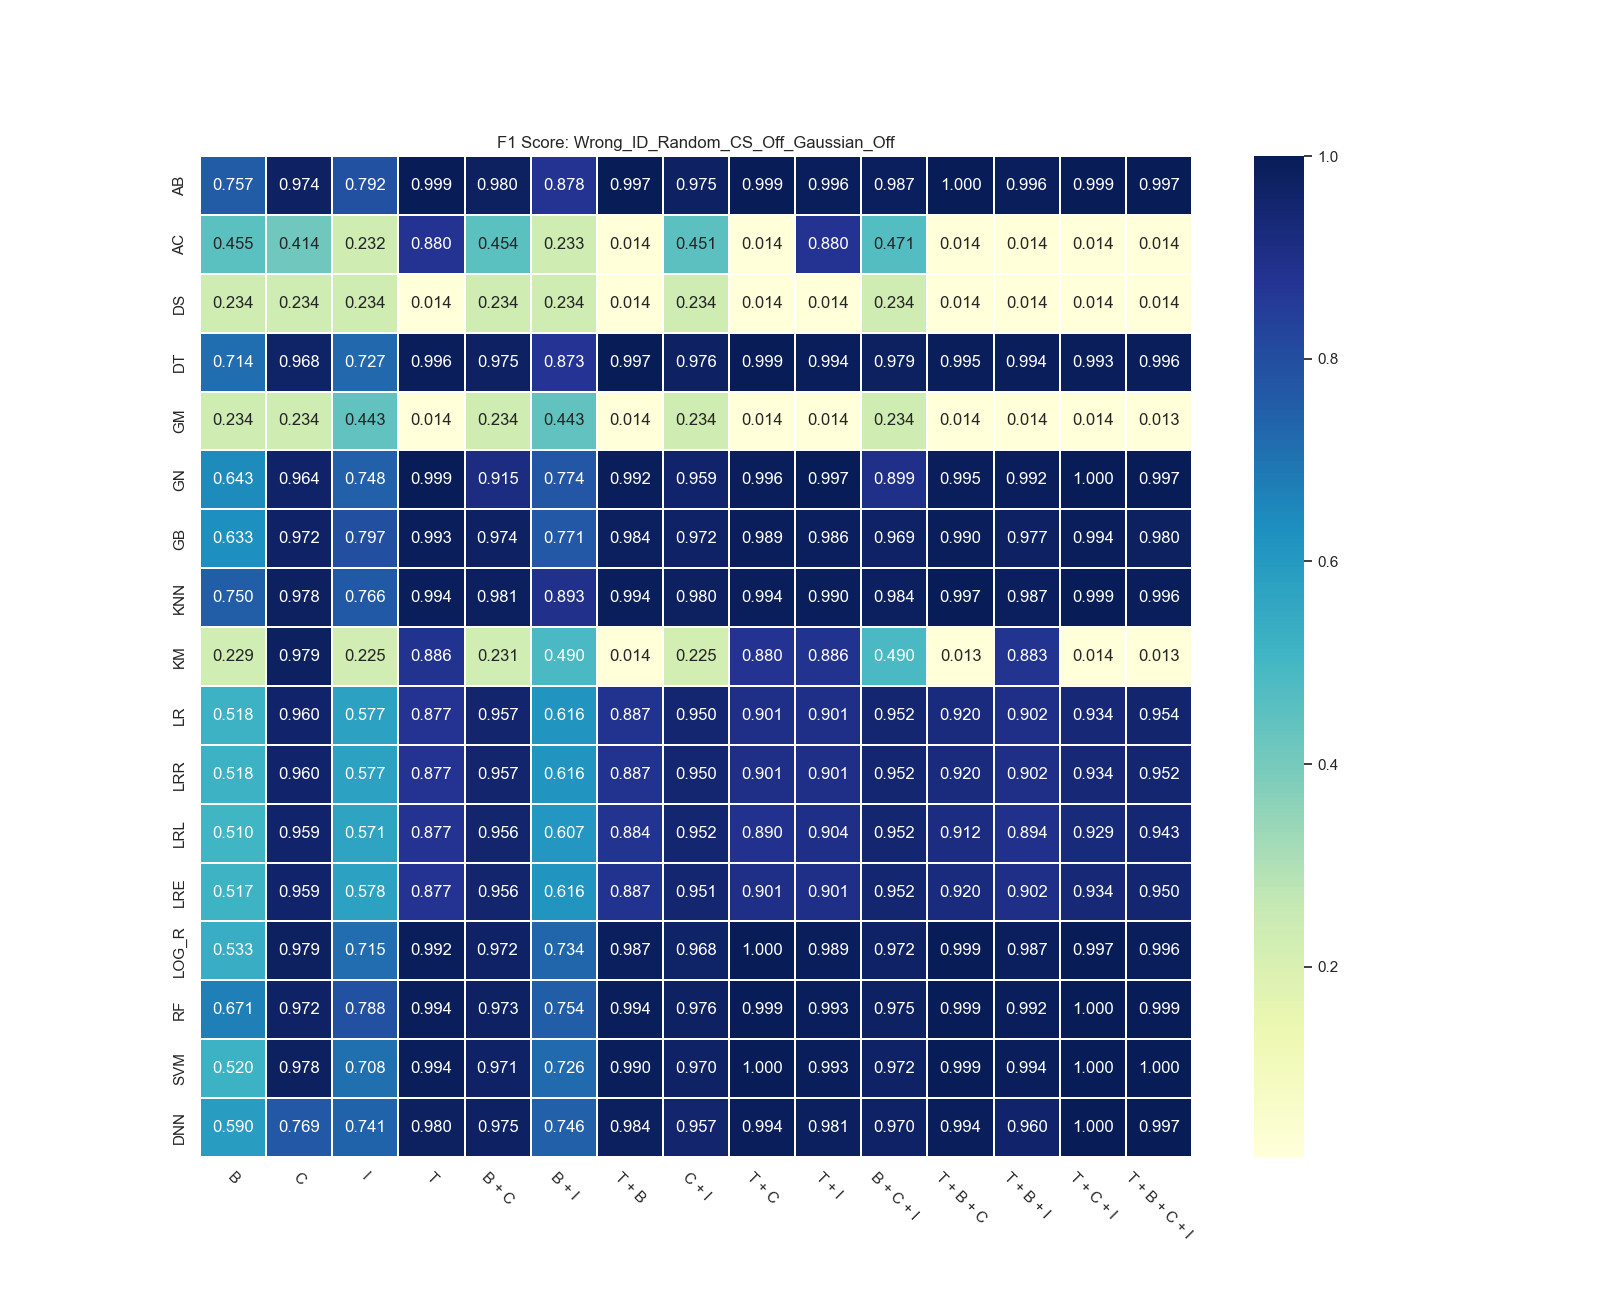 F1 Score: Wrong_ID_Random_CS_Off_Gaussian_Off
AB 0.757 0.974 0.792 0.999 0.980 0.878 0.997 0.975 0.999 0.996 0.987 1.000 0.996 0.999 0.997
AC 0.455 0.414 0.232 0.880 0.454 0.233 0.014 0.451 0.014 0.880 0.471 0.014 0.014 0.014 0.014
DS 0.234 0.234 0.234 0.014 0.234 0.234 0.014 0.234 0.014 0.014 0.234 0.014 0.014 0.014 0.014
DT 0.714 0.968 0.727 0.996 0.975 0.873 0.997 0.976 0.999 0.994 0.979 0.995 0.994 0.993 0.996
GM 0.234 0.234 0.443 0.014 0.234 0.443 0.014 0.234 0.014 0.014 0.234 0.014 0.014 0.014 0.013
GN 0.643 0.964 0.748 0.999 0.915 0.774 0.992 0.959 0.996 0.997 0.899 0.995 0.992 1.000 0.997
GB 0.633 0.972 0.797 0.993 0.974 0.771 0.984 0.972 0.989 0.986 0.969 0.990 0.977 0.994 0.980
KNN 0.750 0.978 0.766 0.994 0.981 0.893 0.994 0.980 0.994 0.990 0.984 0.997 0.987 0.999 0.996
KM 0.229 0.979 0.225 0.886 0.231 0.490 0.014 0.225 0.880 0.886 0.490 0.013 0.883 0.014 0.013
LR 0.518 0.960 0.577 0.877 0.957 0.616 0.887 0.950 0.901 0.901 0.952 0.920 0.902 0.934 0.954
LRR 0.518 0.960 0.577 0.877 0.957 0.616 0.887 0.950 0.901 0.901 0.952 0.920 0.902 0.934 0.952
LRL 0.510 0.959 0.571 0.877 0.956 0.607 0.884 0.952 0.890 0.904 0.952 0.912 0.894 0.929 0.943
LRE 0.517 0.959 0.578 0.877 0.956 0.616 0.887 0.951 0.901 0.901 0.952 0.920 0.902 0.934 0.950
LOG_R 0.533 0.979 0.715 0.992 0.972 0.734 0.987 0.968 1.000 0.989 0.972 0.999 0.987 0.997 0.996
RF 0.671 0.972 0.788 0.994 0.973 0.754 0.994 0.976 0.999 0.993 0.975 0.999 0.992 1.000 0.999
SVM 0.520 0.978 0.708 0.994 0.971 0.726 0.990 0.970 1.000 0.993 0.972 0.999 0.994 1.000 1.000
DNN 0.590 0.769 0.741 0.980 0.975 0.746 0.984 0.957 0.994 0.981 0.970 0.994 0.960 1.000 0.997
B
C
I
T
B + C
B + I
T + B
C + I
T + C
T + I
B + C + I
T + B + C
T + B + I
T + C + I
T + B + C + I
1.0
0.8
0.6
0.4
0.2